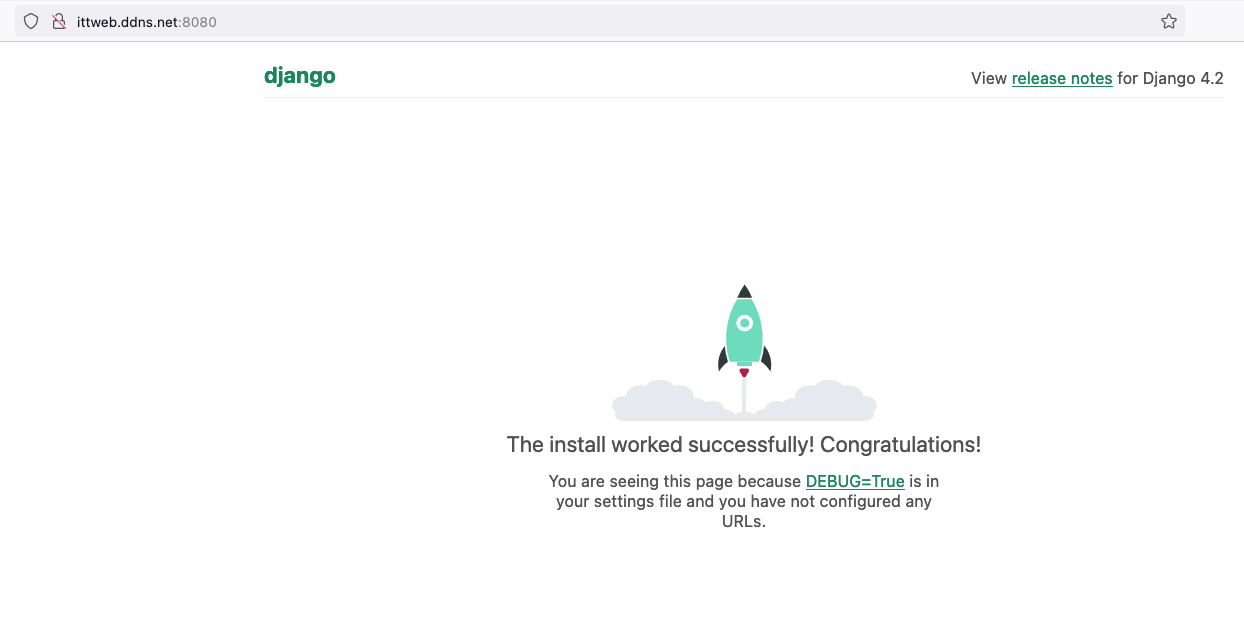 ittweb.ddns.net:8080
django
View release notes for Django 4.2
The install worked successfully! Congratulations!
You are seeing this page because DEBUG=True is in
your settings file and you have not configured any
URLs.